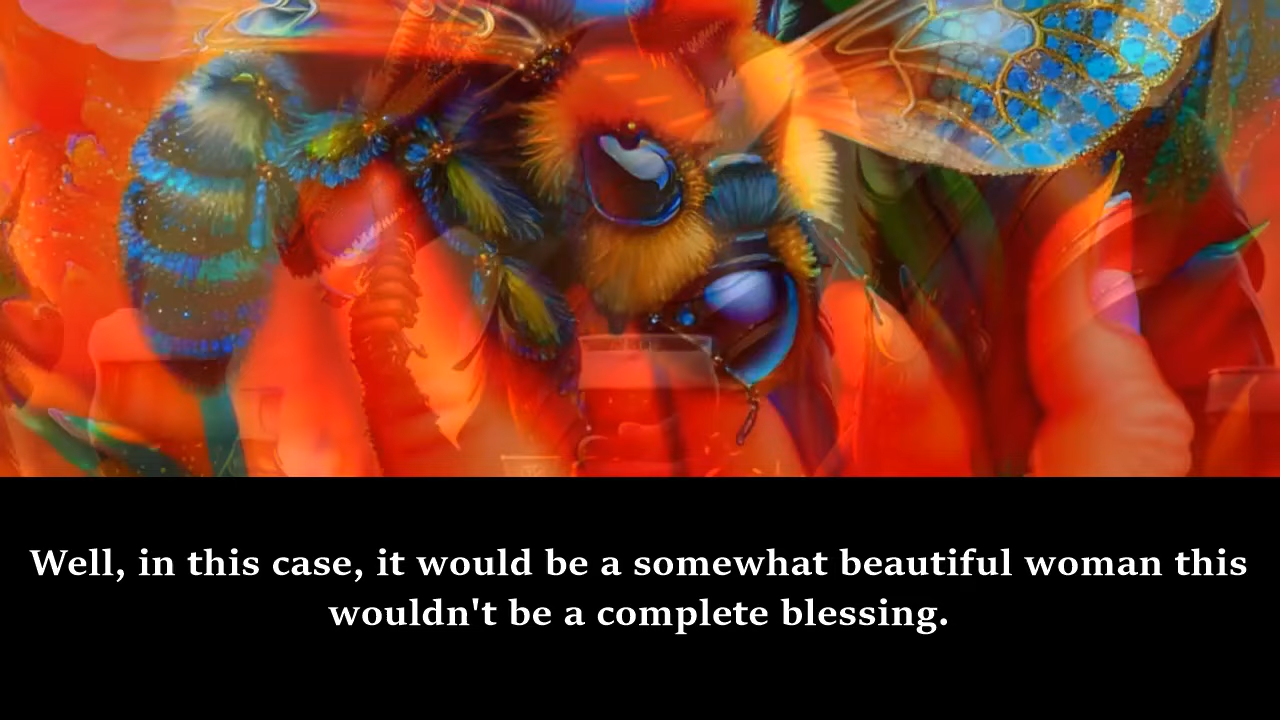 Well, in this case, it would be a somewhat beautiful woman this
wouldn't be a complete blessing.